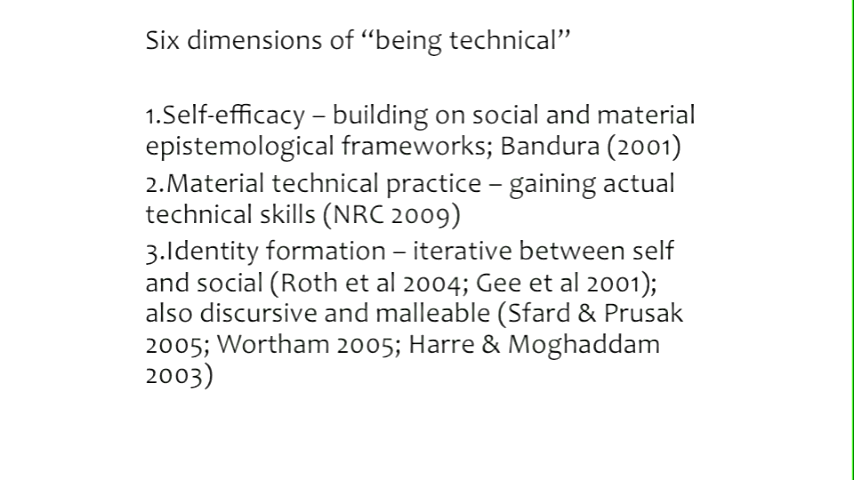 Six dimensions of “being technical”
1.Self-efficacy – building on social and material
epistemological frameworks; Bandura (2001)
2.Material technical practice – gaining actual
technical skills (NRC 2009)
3.Identity formation – iterative between self
and social (Roth et al 2004; Gee et al 2001);
also discursive and malleable (Sfard & Prusak
2005; Wortham 2005; Harre & Moghaddam
2003)